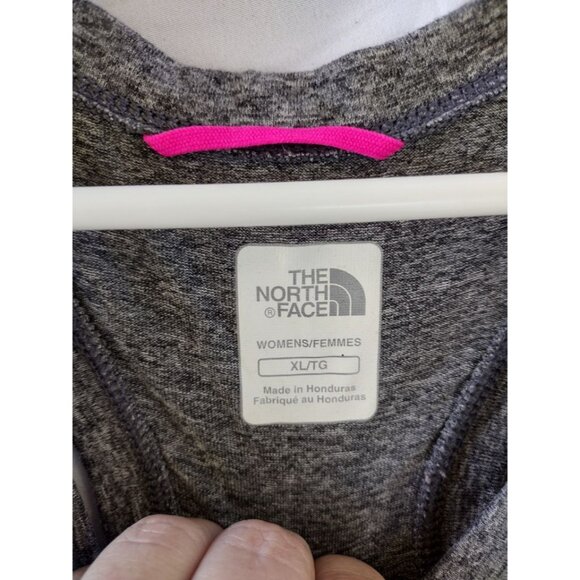 THE
NORTH
® FACE
WOMENS/FEMMES
XL/TG
Made in Honduras
Fabriqué au Honduras